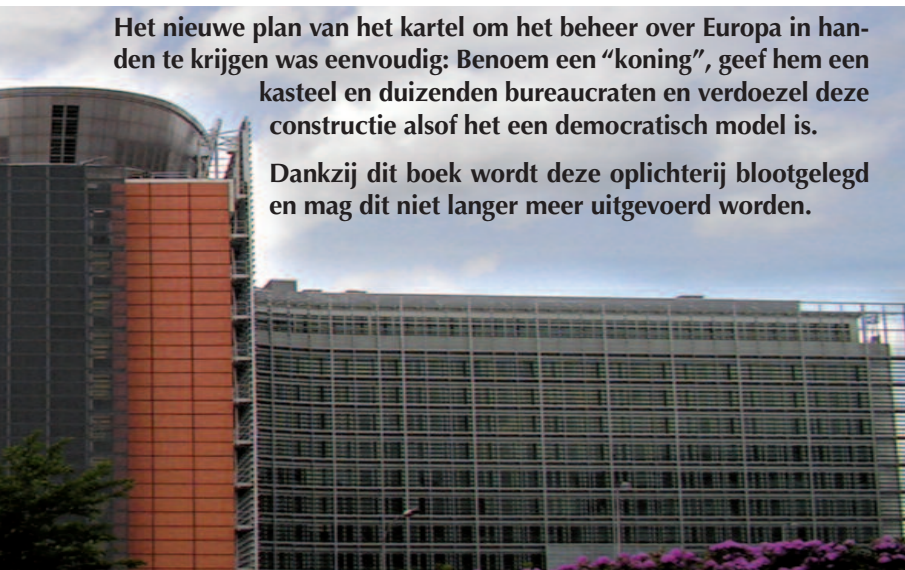 Het nieuwe plan van het kartel om het beheer over Europa in han-
den te krijgen was eenvoudig: Benoem een “koning”, geef hem een
kasteel en duizenden bureaucraten en verdoezel deze
constructie alsof het een democratisch model is.
Dankzij dit boek wordt deze oplichterij blootgelegd
en mag dit niet langer meer uitgevoerd worden.